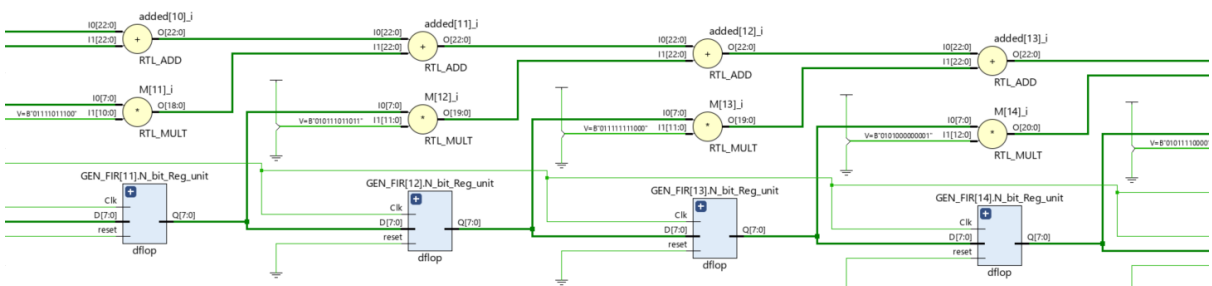 added[10]_i
I0[22:0]
I1[22:0]
O[22:0]
+
RTL_ADD
added[11]_i
I0[22:0]
I1[22:0]
O[22:0]
+
RTL_ADD
added[12]_i
I0[22:0]
I1[22:0]
O[22:0]
+
RTL_ADD
added[13]_i
I0[22:0]
I1[22:0]
O[22:0]
+
RTL_ADD
M[11]_i
I0[7:0]
V=B"01111011100"
I1[10:0]
O[18:0]
*
RTL_MULT
M[12]_i
I0[7:0]
V=B"010111011011"
I1[11:0]
O[19:0]
*
RTL_MULT
M[13]_i
I0[7:0]
V=B"011111111000"
I1[11:0]
O[19:0]
*
RTL_MULT
M[14]_i
I0[7:0]
V=B"0101000000001"
I1[12:0]
O[20:0]
*
RTL_MULT
GEN_FIR[11].N_bit_Reg_unit
Clk
D[7:0]
reset
Q[7:0]
dflop
GEN_FIR[12].N_bit_Reg_unit
Clk
D[7:0]
reset
Q[7:0]
dflop
GEN_FIR[13].N_bit_Reg_unit
Clk
D[7:0]
reset
Q[7:0]
dflop
GEN_FIR[14].N_bit_Reg_unit
Clk
D[7:0]
reset
Q[7:0]
dflop